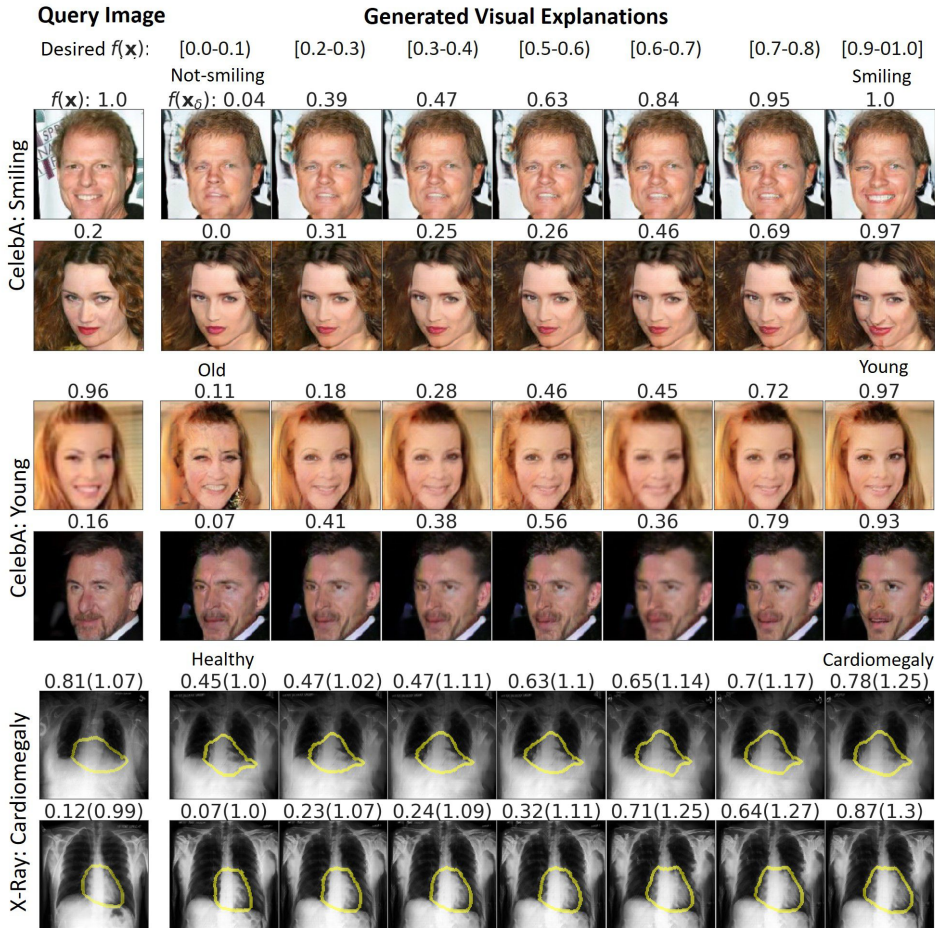 Query Image Generated Visual Explanations
Desired f(x): [0.0-0.1) [0.2-0.3) [0.3-0.4) [0.5-0.6) [0.6-0.7) [0.7-0.8) [0.9-01.0]
Not-smiling Smiling
f(x): 1.0 f(xδ): 0.04 0.39 0.47 0.63 0.84 0.95 1.0
CelebA: Smiling
0.2 0.0 0.31 0.25 0.26 0.46 0.69 0.97
Old Young
0.96 0.11 0.18 0.28 0.46 0.45 0.72 0.97
CelebA: Young
0.16 0.07 0.41 0.38 0.56 0.36 0.79 0.93
Healthy Cardiomegaly
0.81(1.07) 0.45(1.0) 0.47(1.02) 0.47(1.11) 0.63(1.1) 0.65(1.14) 0.7(1.17) 0.78(1.25)
X-Ray: Cardiomegaly
0.12(0.99) 0.07(1.0) 0.23(1.07) 0.24(1.09) 0.32(1.11) 0.71(1.25) 0.64(1.27) 0.87(1.3)